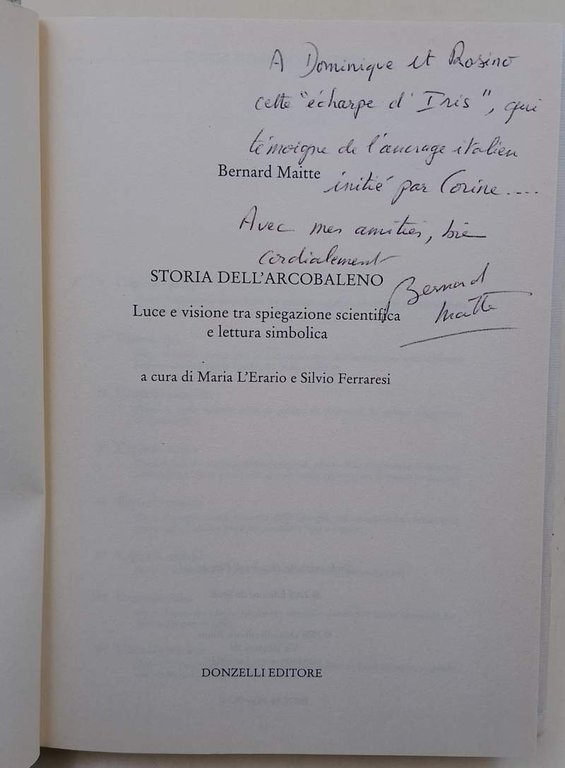 A Dominique et Rosino
cette "écharpe d'Iris", qui
témoigne de l'ancrage italien
Bernard Maitte
initié par Corine....
Avec mes amitiés, bien
cordialement
Bernard
Maitte
STORIA DELL'ARCOBALENO
Luce e visione tra spiegazione scientifica
e lettura simbolica
a cura di Maria L'Erario e Silvio Ferraresi
DONZELLI EDITORE